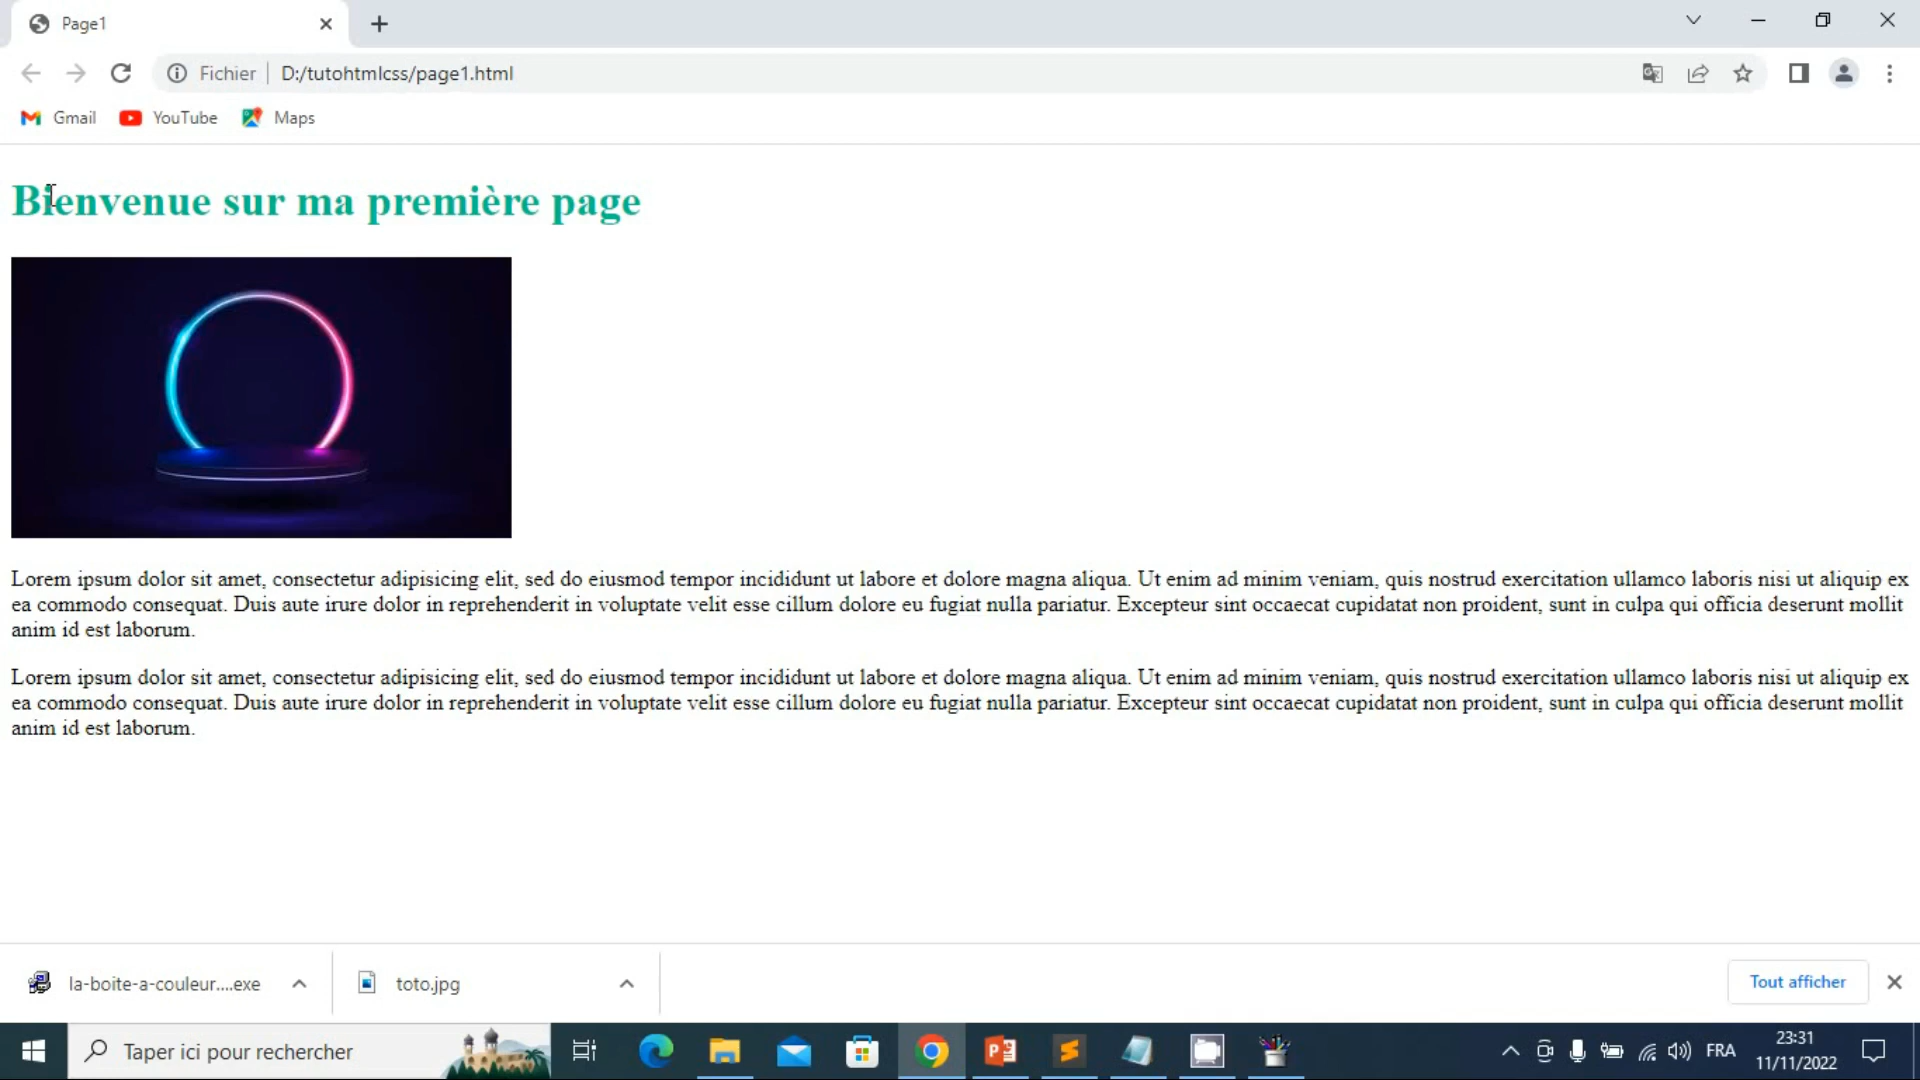 Page1
Fichier D:/tutohtmlcss/page1.html
Gmail YouTube Maps
Bienvenue sur ma première page
Lorem ipsum dolor sit amet, consectetur adipisicing elit, sed do eiusmod tempor incididunt ut labore et dolore magna aliqua. Ut enim ad minim veniam, quis nostrud exercitation ullamco laboris nisi ut aliquip ex
ea commodo consequat. Duis aute irure dolor in reprehenderit in voluptate velit esse cillum dolore eu fugiat nulla pariatur. Excepteur sint occaecat cupidatat non proident, sunt in culpa qui officia deserunt mollit
anim id est laborum.
Lorem ipsum dolor sit amet, consectetur adipisicing elit, sed do eiusmod tempor incididunt ut labore et dolore magna aliqua. Ut enim ad minim veniam, quis nostrud exercitation ullamco laboris nisi ut aliquip ex
ea commodo consequat. Duis aute irure dolor in reprehenderit in voluptate velit esse cillum dolore eu fugiat nulla pariatur. Excepteur sint occaecat cupidatat non proident, sunt in culpa qui officia deserunt mollit
anim id est laborum.
la-boite-a-couleur....exe toto.jpg Tout afficher
Taper ici pour rechercher FRA 23:31
11/11/2022